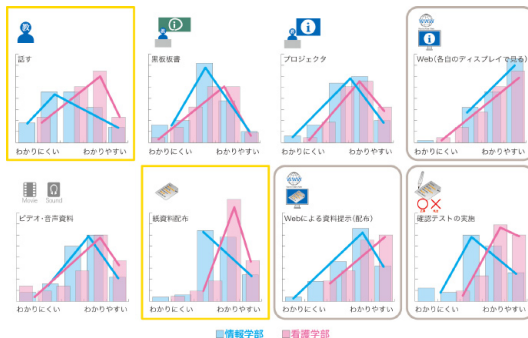 教
話す
わかりにくい わかりやすい
黒板板書
わかりにくい わかりやすい
プロジェクタ
わかりにくい わかりやすい
WWW
Web(各自のディスプレイで見る)
わかりにくい わかりやすい
Movie Sound
ビデオ・音声資料
わかりにくい わかりやすい
紙資料配布
わかりにくい わかりやすい
WWW
Webによる資料提示(配布)
わかりにくい わかりやすい
確認テストの実施
わかりにくい わかりやすい
情報学部 看護学部